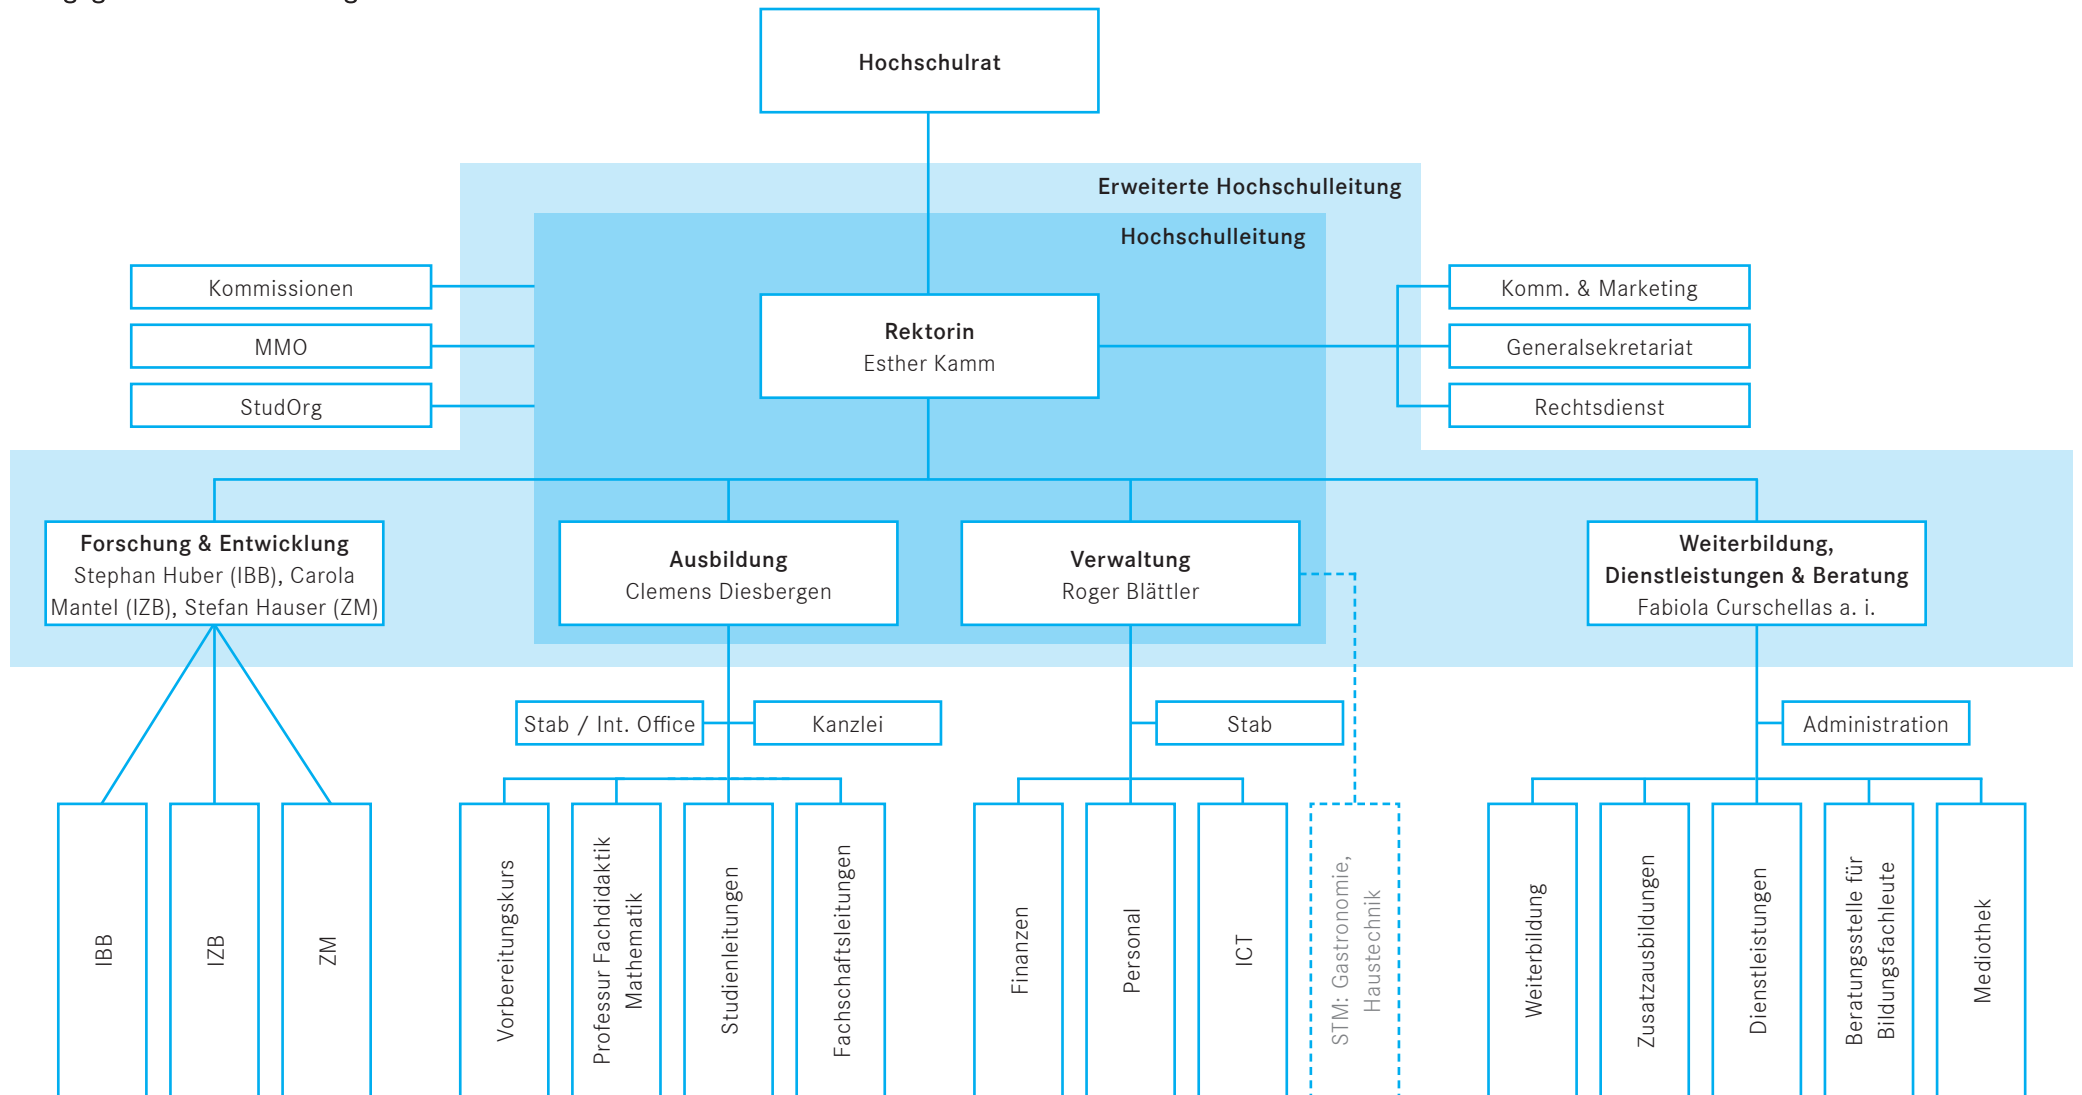 Hochschulrat
Erweiterte Hochschulleitung
Hochschulleitung
Kommissionen
MMO
StudOrg
Rektorin
Esther Kamm
Komm. & Marketing
Generalsekretariat
Rechtsdienst
Forschung & Entwicklung
Stephan Huber (IBB), Carola
Mantel (IZB), Stefan Hauser (ZM)
Ausbildung
Clemens Diesbergen
Verwaltung
Roger Blättler
Weiterbildung,
Dienstleistungen & Beratung
Fabiola Curschellas a. i.
Stab / Int. Office
Kanzlei
Stab
Administration
IBB
IZB
ZM
Vorbereitungskurs
Professur Fachdidaktik
Mathematik
Studienleitungen
Fachschaftsleitungen
Finanzen
Personal
ICT
STM: Gastronomie,
Haustechnik
Weiterbildung
Zusatzausbildungen
Dienstleistungen
Beratungsstelle für
Bildungsfachleute
Mediothek